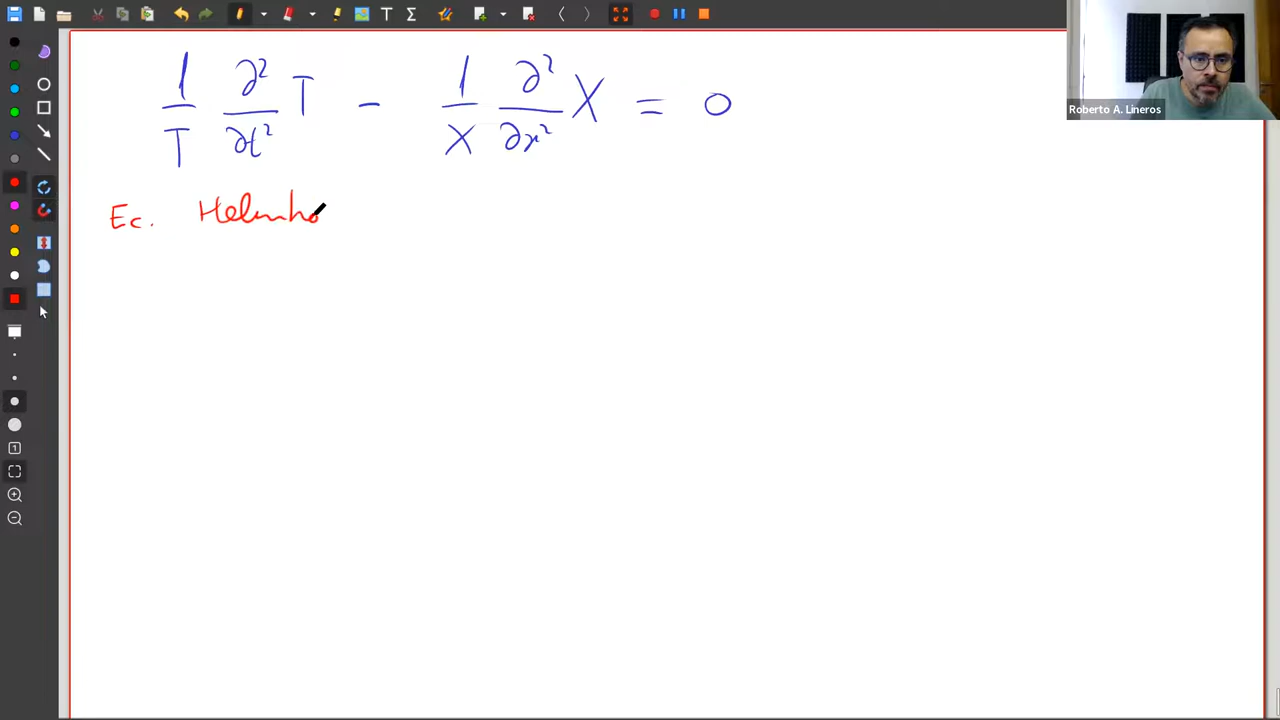 Roberto A. Lineros
1/T ∂²/∂t² T - 1/X ∂²/∂x² X = 0
Ec. Helmho